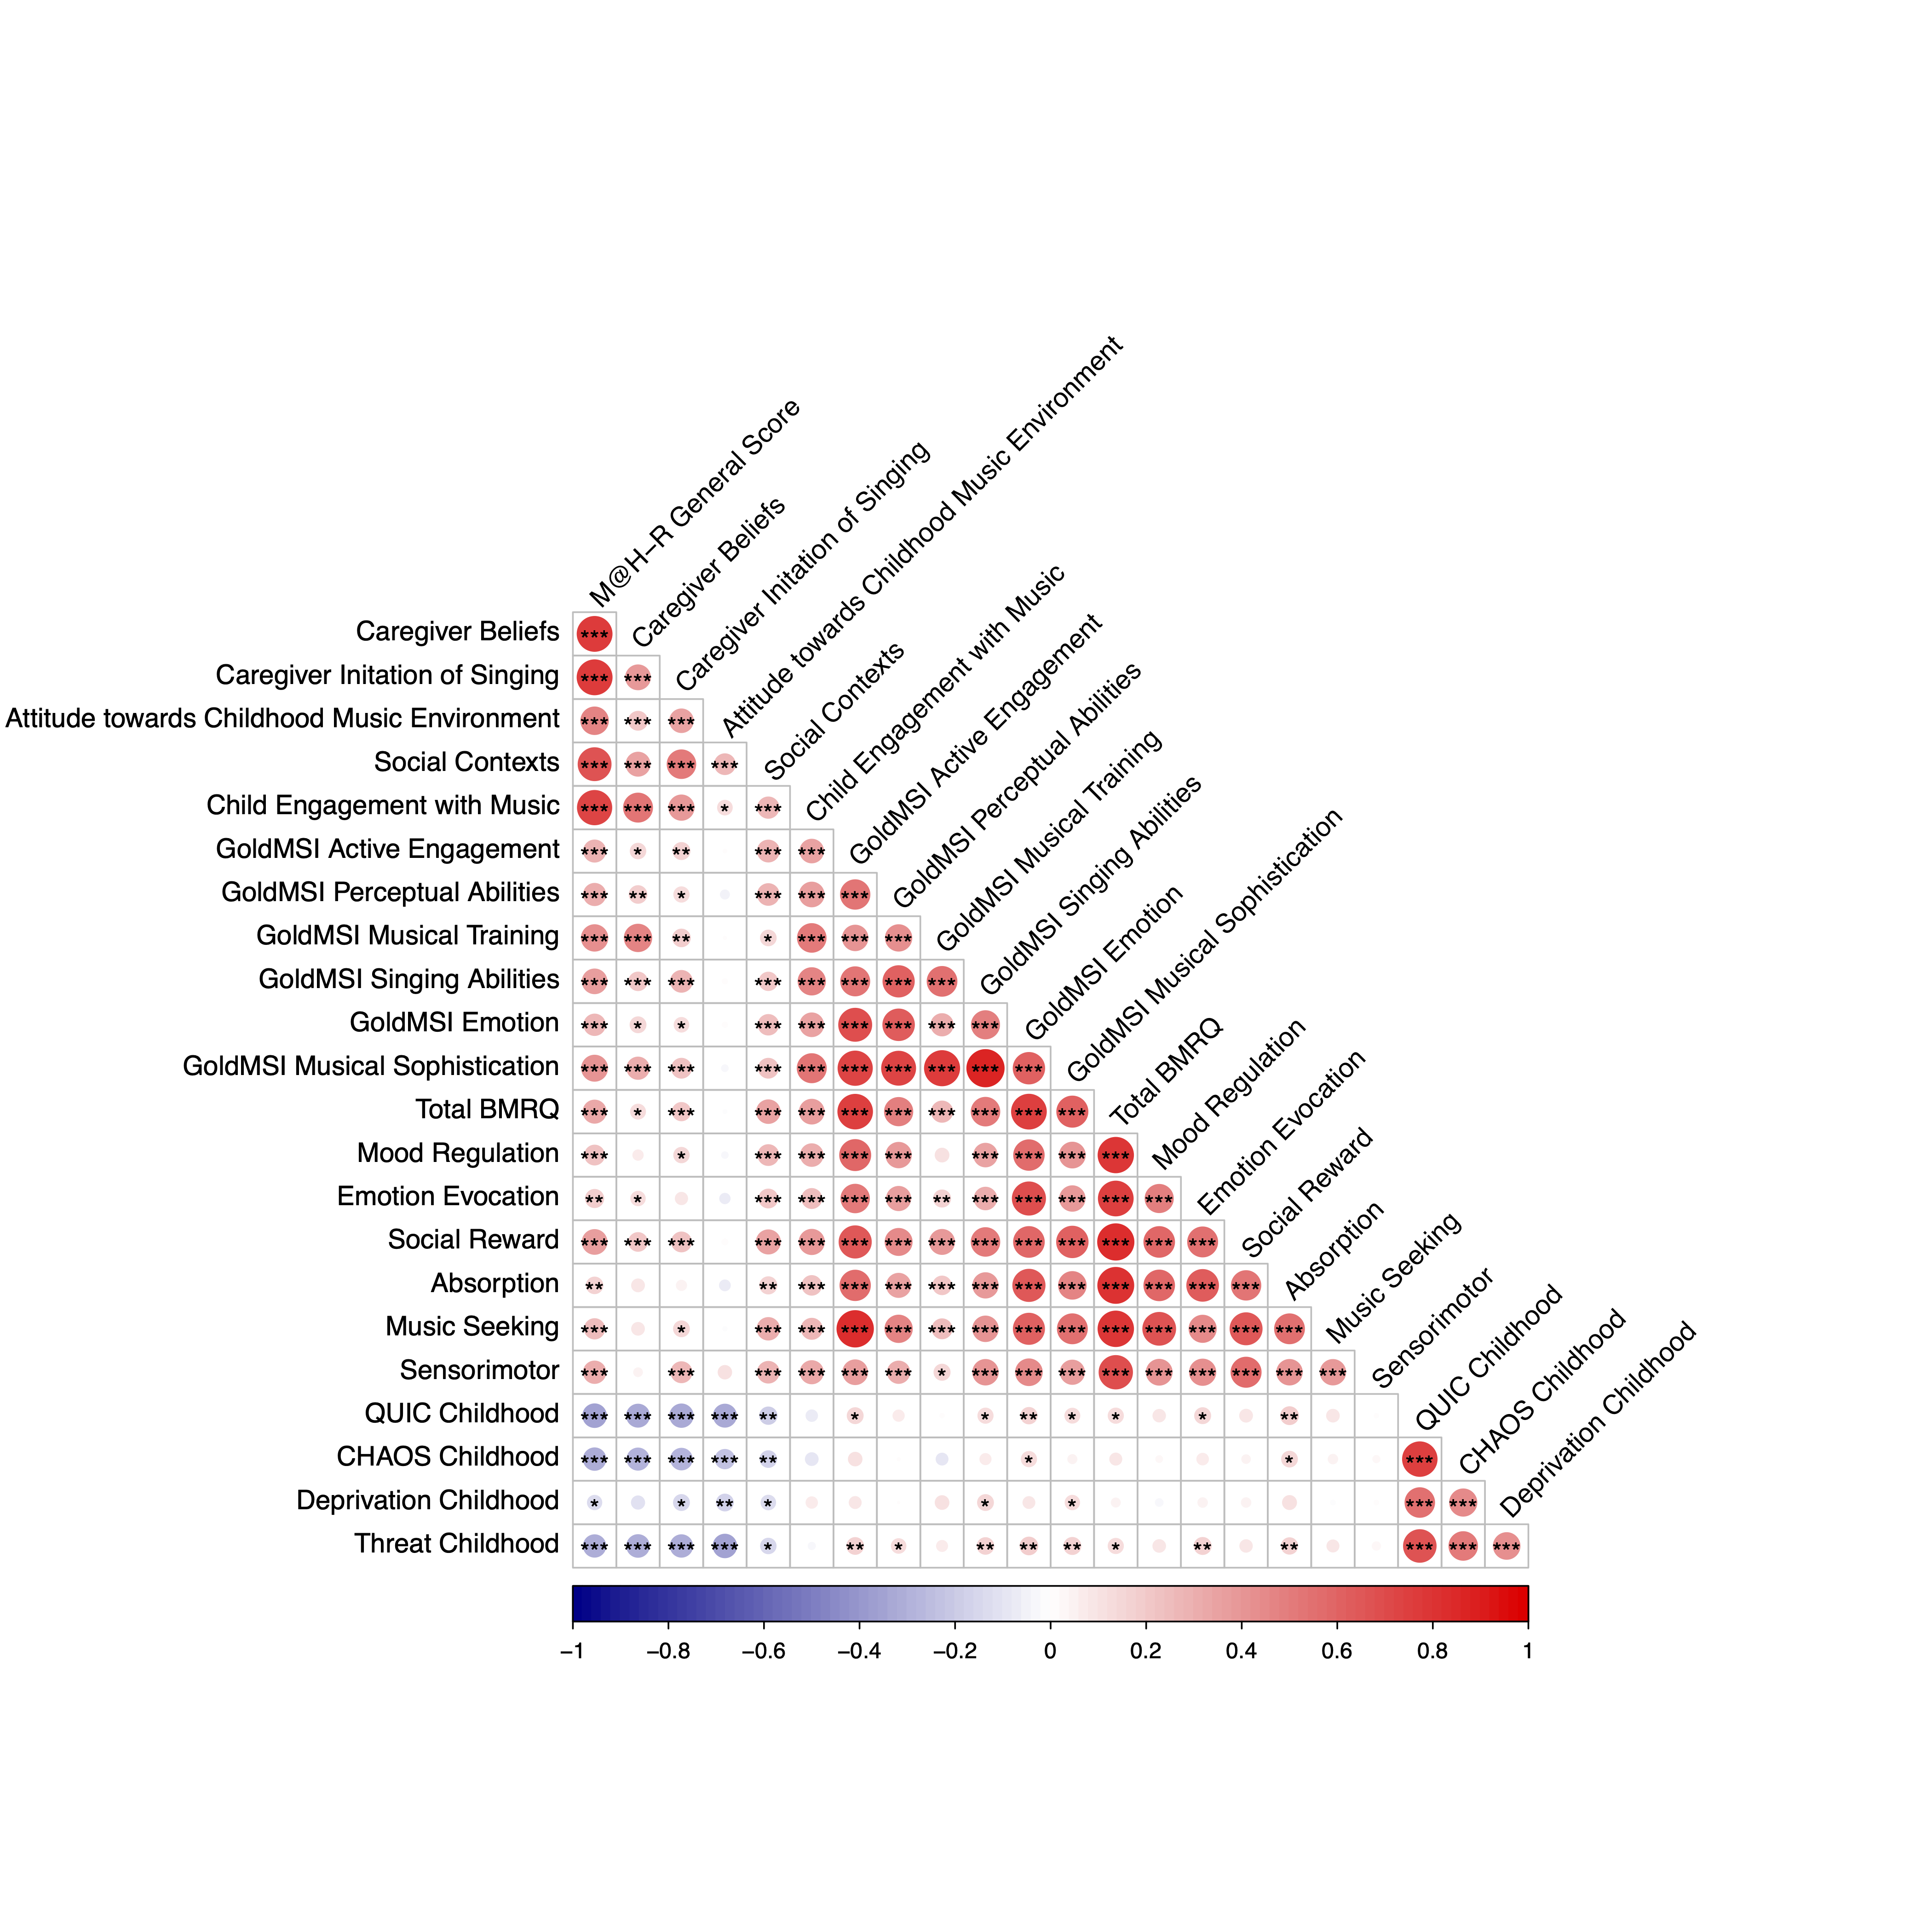 M@H−R General Score
Caregiver Beliefs
Caregiver Initation of Singing
Attitude towards Childhood Music Environment
Social Contexts
Child Engagement with Music
GoldMSI Active Engagement
GoldMSI Perceptual Abilities
GoldMSI Musical Training
GoldMSI Singing Abilities
GoldMSI Emotion
GoldMSI Musical Sophistication
Total BMRQ
Mood Regulation
Emotion Evocation
Social Reward
Absorption
Music Seeking
Sensorimotor
QUIC Childhood
CHAOS Childhood
Deprivation Childhood
Caregiver Beliefs ***
Caregiver Initation of Singing *** ***
Attitude towards Childhood Music Environment *** *** ***
Social Contexts *** *** *** ***
Child Engagement with Music *** *** *** * ***
GoldMSI Active Engagement *** * ** *** ***
GoldMSI Perceptual Abilities *** ** * *** *** ***
GoldMSI Musical Training *** *** ** * *** *** ***
GoldMSI Singing Abilities *** *** *** *** *** *** *** ***
GoldMSI Emotion *** * * *** *** *** *** *** ***
GoldMSI Musical Sophistication *** *** *** *** *** *** *** *** *** ***
Total BMRQ *** * *** *** *** *** *** *** *** *** ***
Mood Regulation *** * *** *** *** *** *** *** *** ***
Emotion Evocation ** * *** *** *** *** ** *** *** *** *** ***
Social Reward *** *** *** *** *** *** *** *** *** *** *** *** *** ***
Absorption ** ** *** *** *** *** *** *** *** *** *** *** ***
Music Seeking *** * *** *** *** *** *** *** *** *** *** *** *** *** ***
Sensorimotor *** *** *** *** *** *** * *** *** *** *** *** *** *** *** ***
QUIC Childhood *** *** *** *** ** * * ** * * * **
CHAOS Childhood *** *** *** *** ** * * ***
Deprivation Childhood * * ** * * * *** ***
Threat Childhood *** *** *** *** * ** * ** ** ** * ** ** *** *** ***
−1 −0.8 −0.6 −0.4 −0.2 0 0.2 0.4 0.6 0.8 1